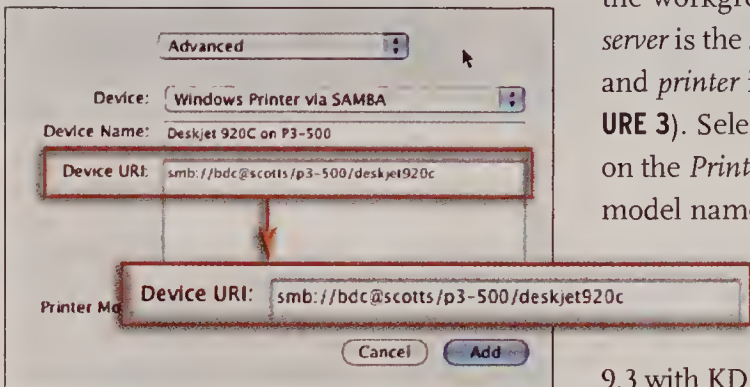 Advanced
Device: Windows Printer via SAMBA
Device Name: Deskjet 920C on P3-500
Device URI: smb://bdc@scotts/p3-500/deskjet920c
Device URI: smb://bdc@scotts/p3-500/deskjet920c
Printer
Cancel Add
server is the
and printer
URE 3). Sele
on the Print
model nam
9.3 with KD